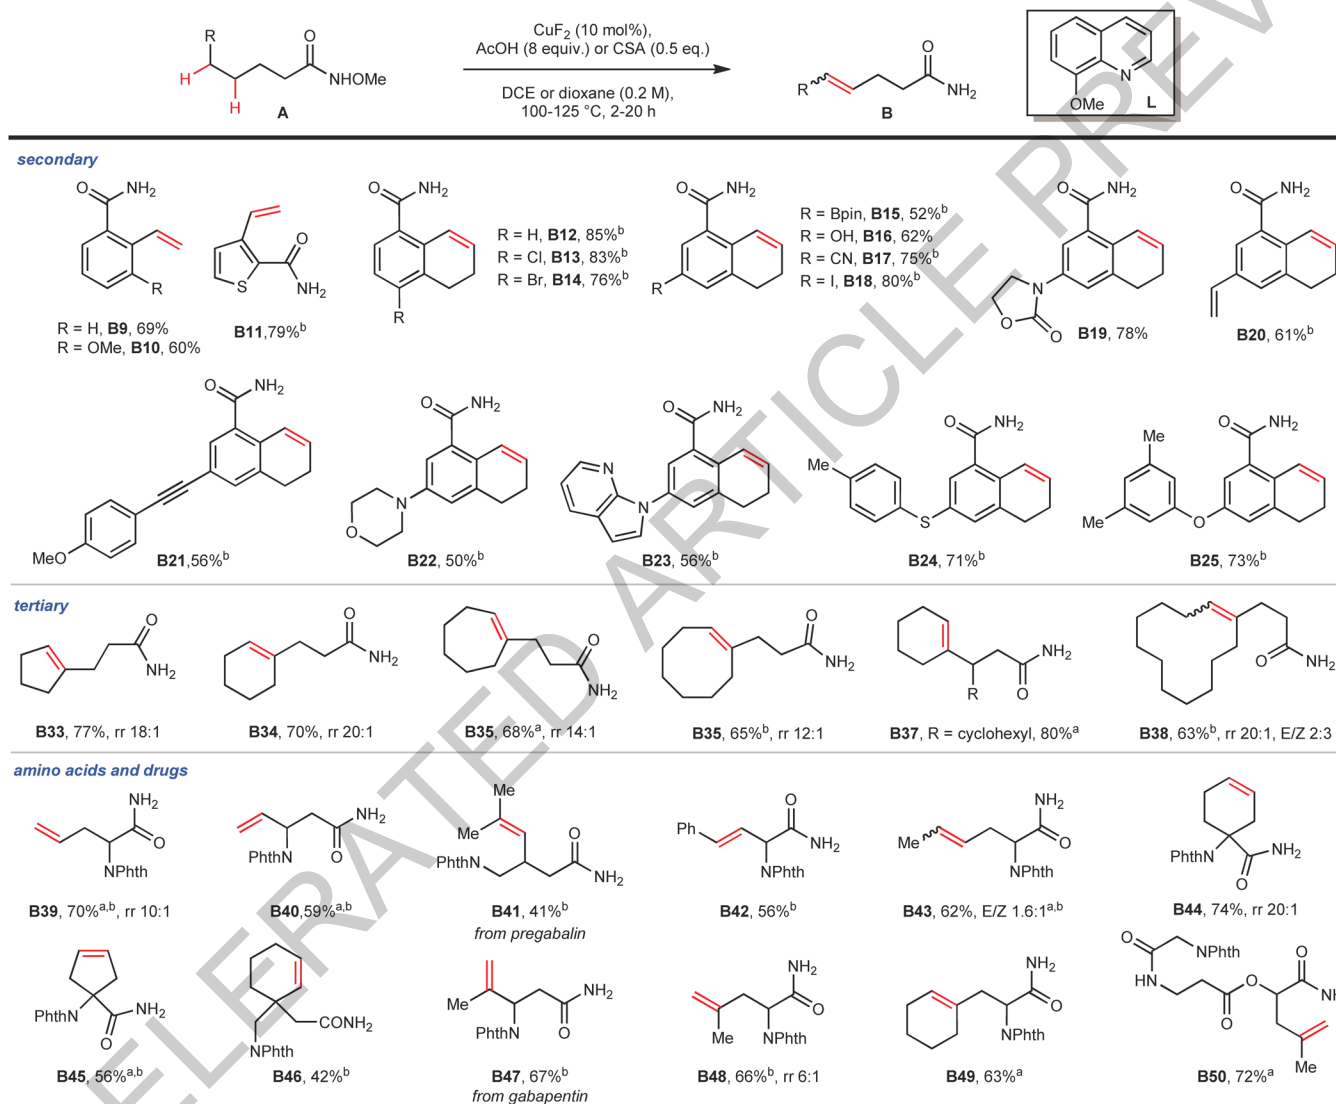 R
O
H
H
NHOMe
A
CuF₂ (10 mol%),
AcOH (8 equiv.) or CSA (0.5 eq.)
DCE or dioxane (0.2 M),
100-125 °C, 2-20 h
O
R
NH₂
B
N
OMe
L
secondary
O NH₂
R
R = H, B9, 69%
R = OMe, B10, 60%
S
O
NH₂
B11,79%ᵇ
O NH₂
R
R = H, B12, 85%ᵇ
R = Cl, B13, 83%ᵇ
R = Br, B14, 76%ᵇ
O NH₂
R
R = Bpin, B15, 52%ᵇ
R = OH, B16, 62%
R = CN, B17, 75%ᵇ
R = I, B18, 80%ᵇ
O NH₂
N
O
O
B19, 78%
O NH₂
B20, 61%ᵇ
O NH₂
MeO
B21,56%ᵇ
O NH₂
N
O
B22, 50%ᵇ
O NH₂
N
N
B23, 56%ᵇ
O NH₂
Me
S
B24, 71%ᵇ
O NH₂
Me
Me
O
B25, 73%ᵇ
tertiary
O
NH₂
B33, 77%, rr 18:1
O
NH₂
B34, 70%, rr 20:1
O
NH₂
B35, 68%ᵃ, rr 14:1
O
NH₂
B35, 65%ᵇ, rr 12:1
NH₂
R
O
B37, R = cyclohexyl, 80%ᵃ
O
NH₂
B38, 63%ᵇ, rr 20:1, E/Z 2:3
amino acids and drugs
NH₂
O
NPhth
B39, 70%ᵃ,ᵇ, rr 10:1
NH₂
PhthN
O
B40,59%ᵃ,ᵇ
Me
Me
PhthN
O
NH₂
B41, 41%ᵇ
from pregabalin
Ph
O
NH₂
NPhth
B42, 56%ᵇ
Me
NH₂
O
NPhth
B43, 62%, E/Z 1.6:1ᵃ,ᵇ
PhthN
NH₂
O
B44, 74%, rr 20:1
PhthN
NH₂
O
B45, 56%ᵃ,ᵇ
CONH₂
NPhth
B46, 42%ᵇ
Me
NH₂
PhthN
O
B47, 67%ᵇ
from gabapentin
NH₂
O
Me
NPhth
B48, 66%ᵇ, rr 6:1
NH₂
O
NPhth
B49, 63%ᵃ
O
NPhth
HN
O
O
O
Me
B50, 72%ᵃ
ELERATED ARTICLE PREV